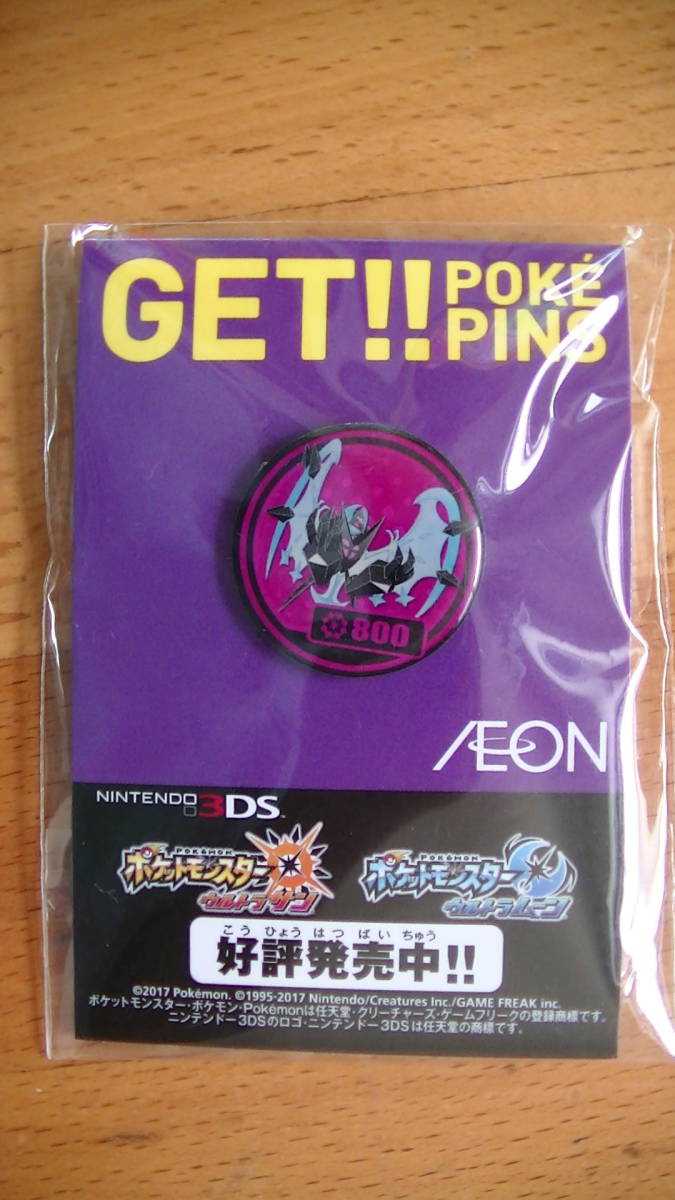 GET!! POKÉ PINS
800
ÆON
NINTENDO 3DS™
POKÉMON
ポケットモンスター
ウルトラサン
POKÉMON
ポケットモンスター
ウルトラムーン
こうひょうはつばいちゅう
好評発売中!!
©2017 Pokémon. ©1995-2017 Nintendo/Creatures Inc./GAME FREAK inc.
ポケットモンスター・ポケモン・Pokémonは任天堂・クリーチャーズ・ゲームフリークの登録商標です。
ニンテンドー3DSのロゴ・ニンテンドー3DSは任天堂の商標です。